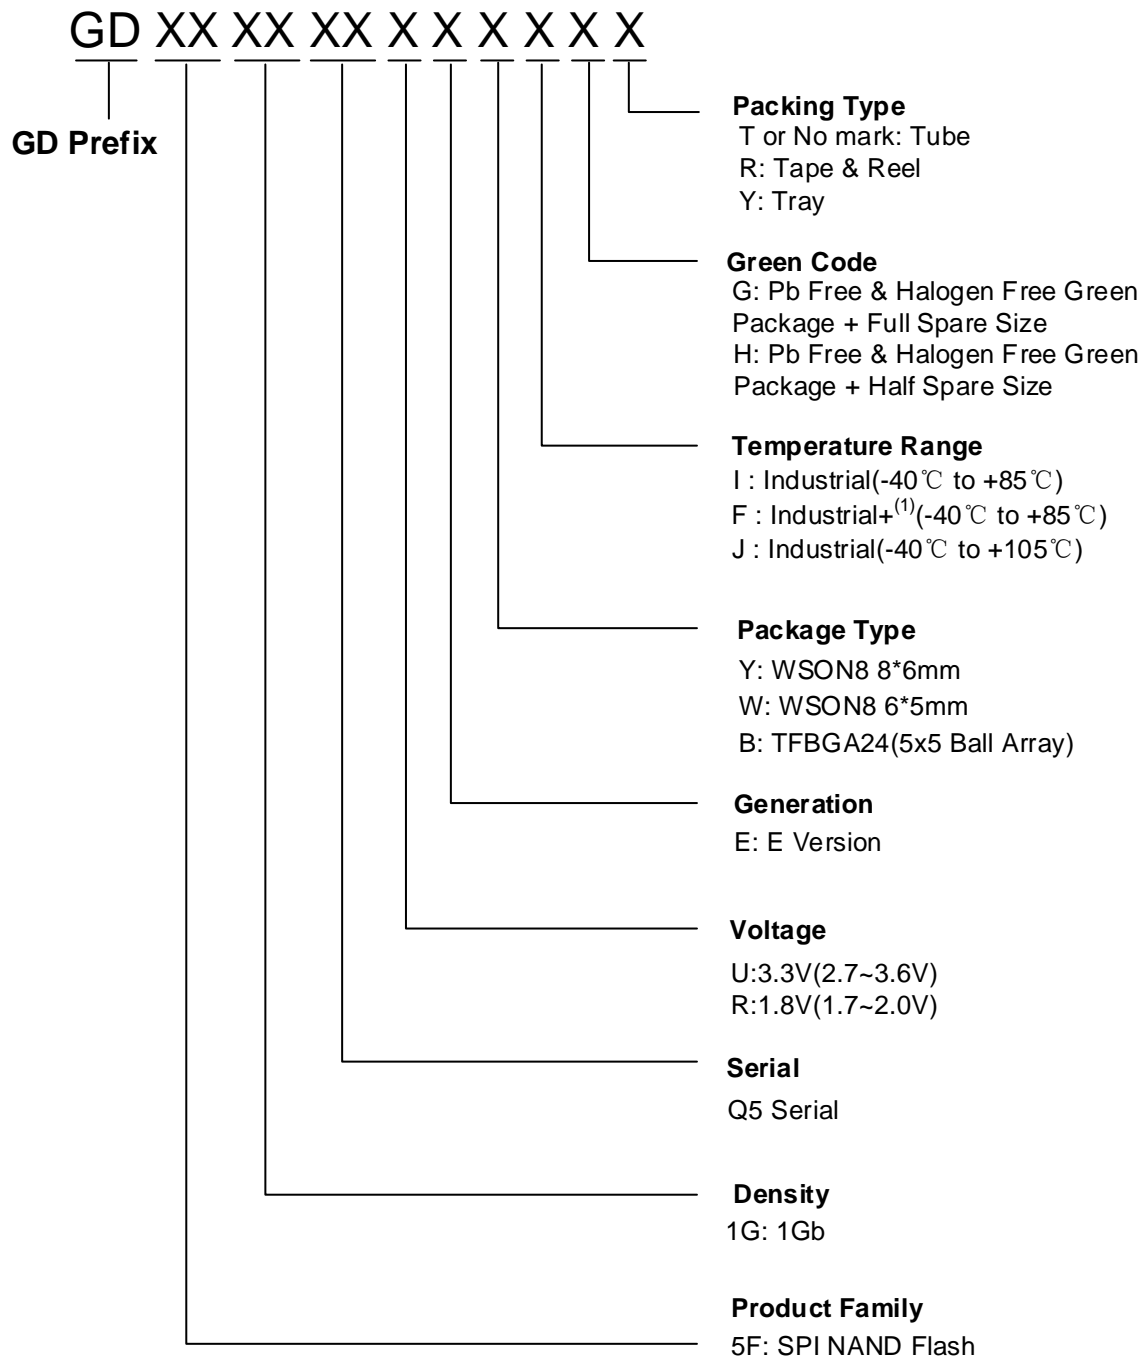 GD XX XX XX X X X X X X
GD Prefix
Packing Type
T or No mark: Tube
R: Tape & Reel
Y: Tray
Green Code
G: Pb Free & Halogen Free Green
Package + Full Spare Size
H: Pb Free & Halogen Free Green
Package + Half Spare Size
Temperature Range
I : Industrial(-40℃ to +85℃)
F : Industrial+(1)(-40℃ to +85℃)
J : Industrial(-40℃ to +105℃)
Package Type
Y: WSON8 8*6mm
W: WSON8 6*5mm
B: TFBGA24(5x5 Ball Array)
Generation
E: E Version
Voltage
U:3.3V(2.7~3.6V)
R:1.8V(1.7~2.0V)
Serial
Q5 Serial
Density
1G: 1Gb
Product Family
5F: SPI NAND Flash